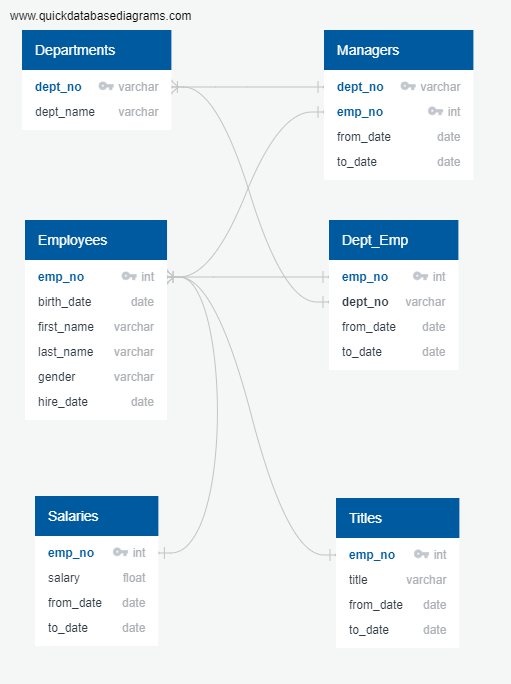 www.quickdatabasediagrams.com
Departments
dept_no varchar
dept_name varchar
Managers
dept_no varchar
emp_no int
from_date date
to_date date
Employees
emp_no int
birth_date date
first_name varchar
last_name varchar
gender varchar
hire_date date
Dept_Emp
emp_no int
dept_no varchar
from_date date
to_date date
Salaries
emp_no int
salary float
from_date date
to_date date
Titles
emp_no int
title varchar
from_date date
to_date date